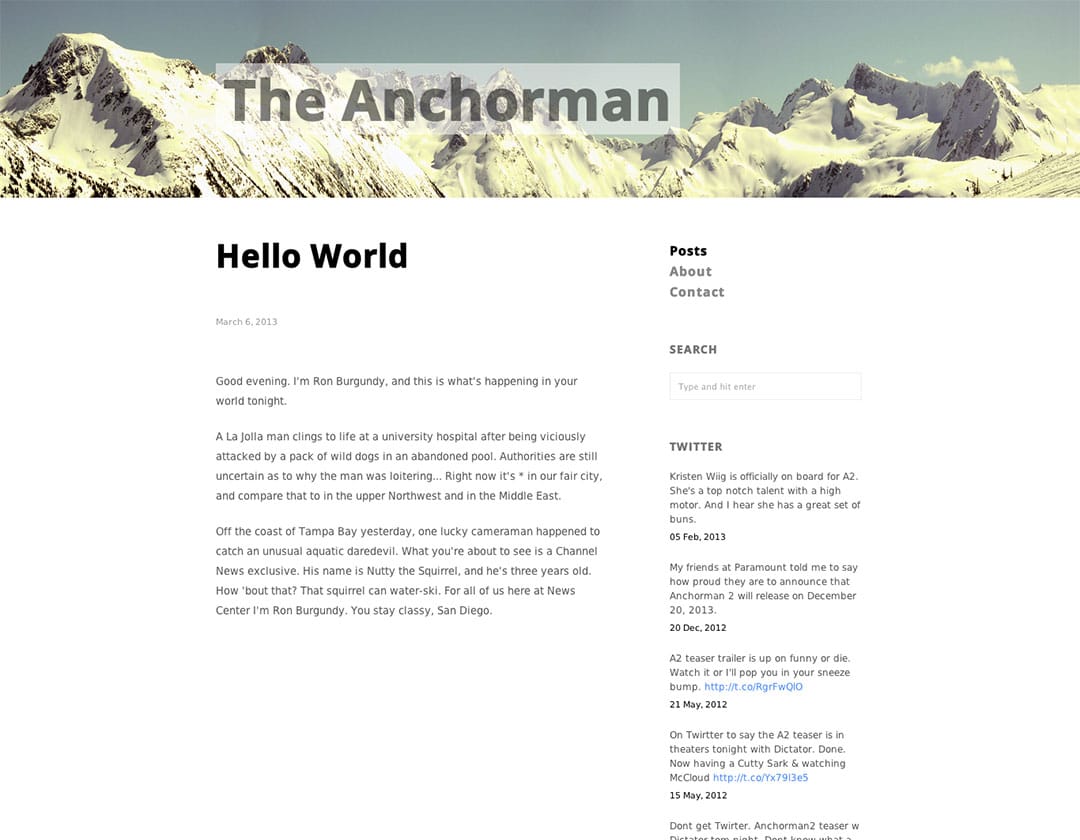 The Anchorman
Hello World
March 6, 2013
Good evening. I'm Ron Burgundy, and this is what's happening in your
world tonight.
A La Jolla man clings to life at a university hospital after being viciously
attacked by a pack of wild dogs in an abandoned pool. Authorities are still
uncertain as to why the man was loitering... Right now it's * in our fair city,
and compare that to in the upper Northwest and in the Middle East.
Off the coast of Tampa Bay yesterday, one lucky cameraman happened to
catch an unusual aquatic daredevil. What you're about to see is a Channel
News exclusive. His name is Nutty the Squirrel, and he's three years old.
How 'bout that? That squirrel can water-ski. For all of us here at News
Center I'm Ron Burgundy. You stay classy, San Diego.
Posts
About
Contact
SEARCH
Type and hit enter
TWITTER
Kristen Wiig is officially on board for A2.
She's a top notch talent with a high
motor. And I hear she has a great set of
buns.
05 Feb, 2013
My friends at Paramount told me to say
how proud they are to announce that
Anchorman 2 will release on December
20, 2013.
20 Dec, 2012
A2 teaser trailer is up on funny or die.
Watch it or I'll pop you in your sneeze
bump. http://t.co/RgrFwQlO
21 May, 2012
On Twirtter to say the A2 teaser is in
theaters tonight with Dictator. Done.
Now having a Cutty Sark & watching
McCloud http://t.co/Yx79l3e5
15 May, 2012
Dont get Twirter. Anchorman2 teaser w
Dictator tom night. Dont know what a